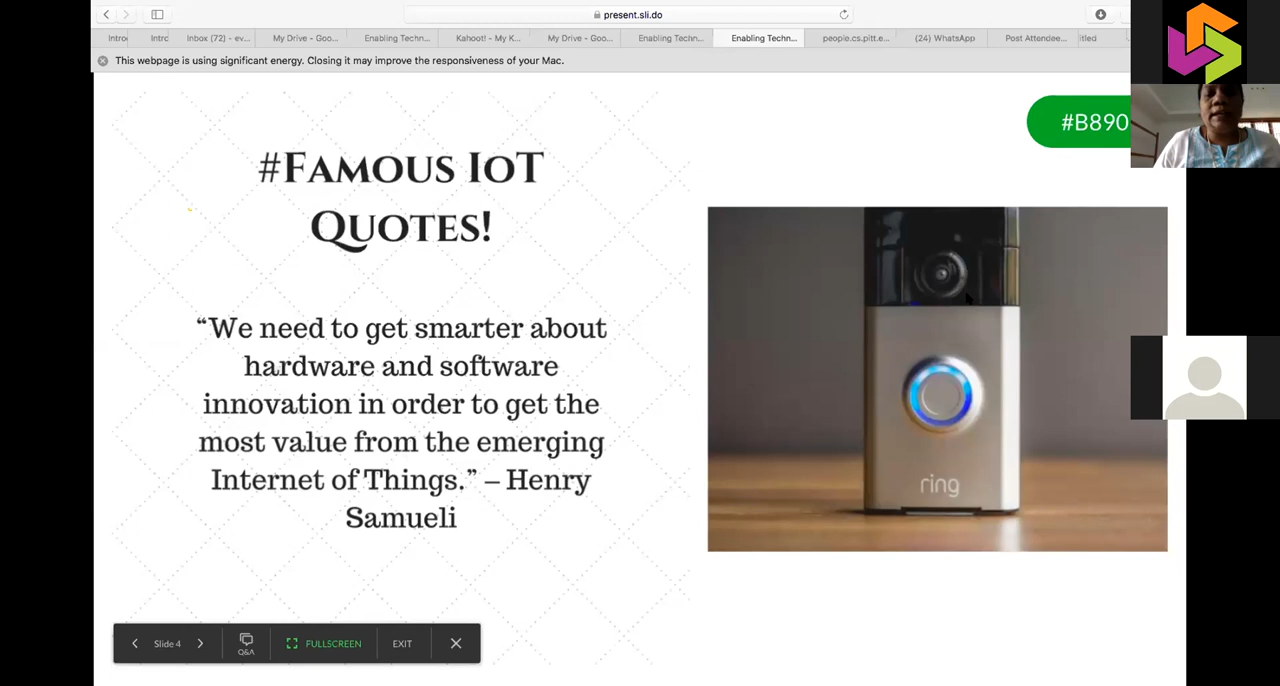 present.sli.do
Introd
Intro
Inbox (72) - ev...
My Drive - Goo...
Enabling Techn...
Kahoot! - My K...
My Drive - Goo...
Enabling Techn...
Enabling Techn...
people.cs.pitt.e...
(24) WhatsApp
Post Attendee...
itled
This webpage is using significant energy. Closing it may improve the responsiveness of your Mac.
#B890
#Famous IoT
Quotes!
“We need to get smarter about
hardware and software
innovation in order to get the
most value from the emerging
Internet of Things.” – Henry
Samueli
ring
Slide 4
Q&A
FULLSCREEN
EXIT